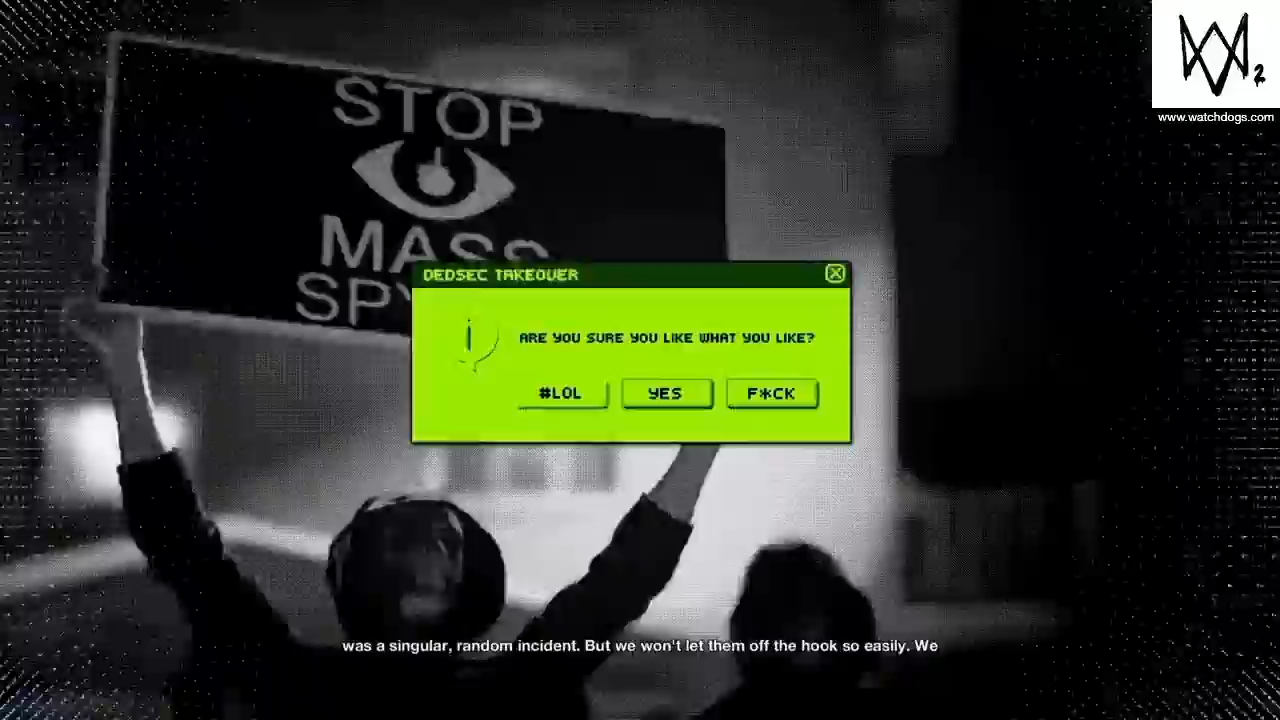 STOP
MASS
SPY
2
www.watchdogs.com
DEDSEC TAKEOVER
ARE YOU SURE YOU LIKE WHAT YOU LIKE?
#LOL YES F*CK
was a singular, random incident. But we won't let them off the hook so easily. We